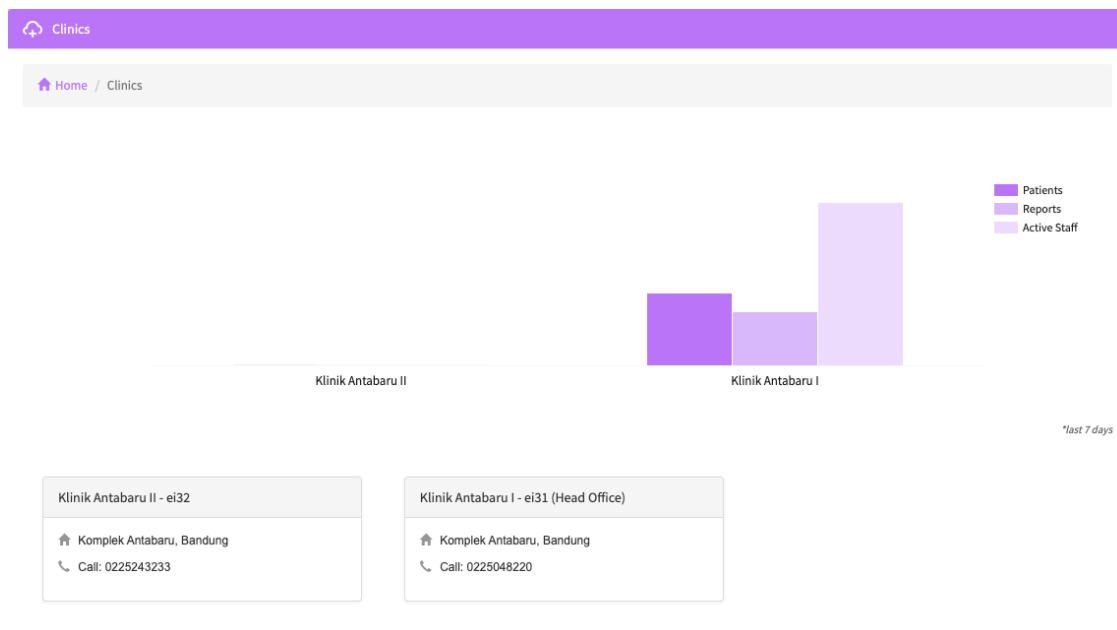 Clinics
Home / Clinics
Patients
Reports
Active Staff
Klinik Antabaru II
Klinik Antabaru I
*last 7 days
Klinik Antabaru II - ei32
Komplek Antabaru, Bandung
Call: 0225243233
Klinik Antabaru I - ei31 (Head Office)
Komplek Antabaru, Bandung
Call: 0225048220